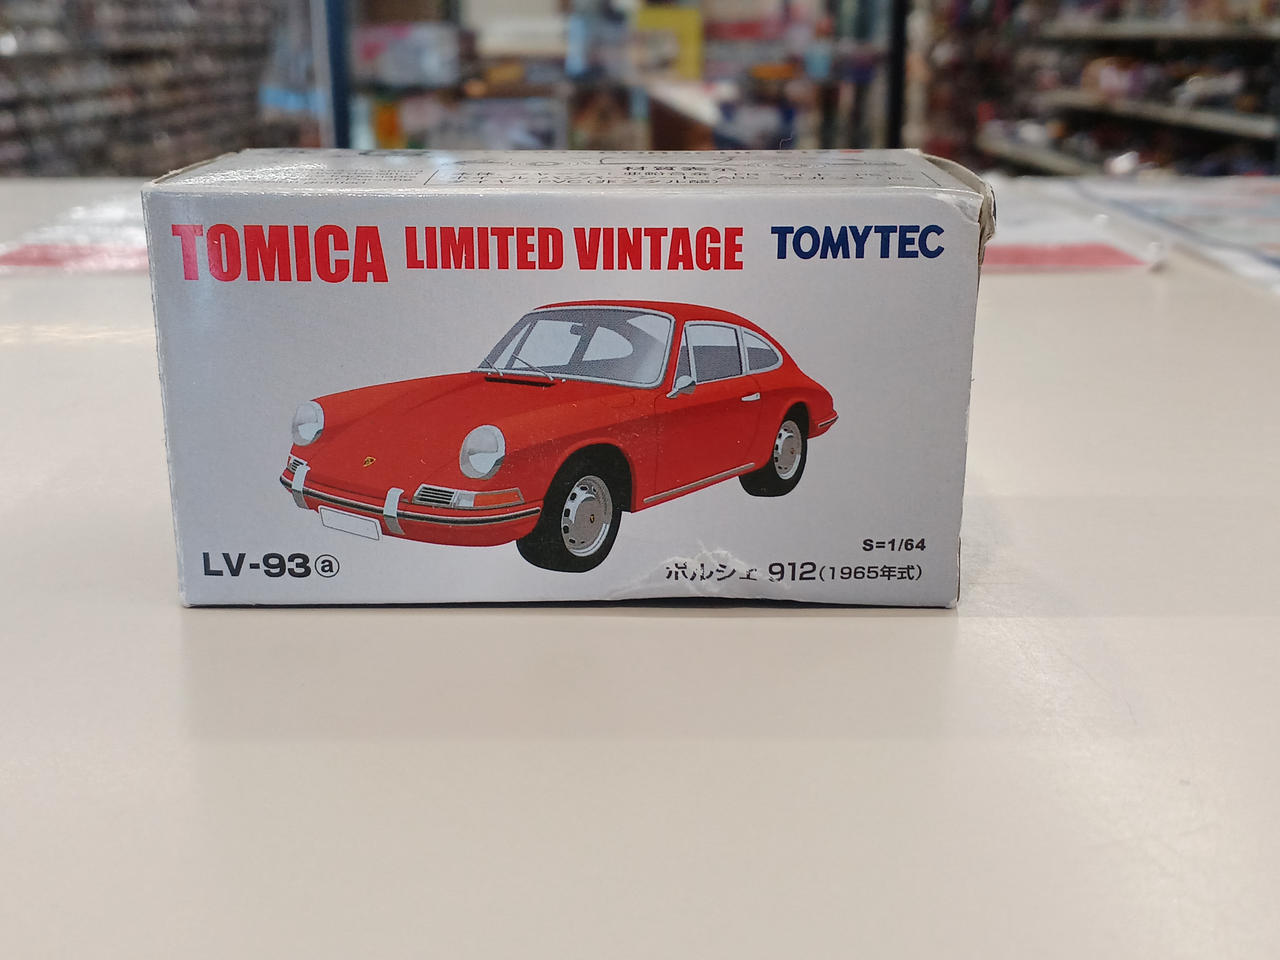 TOMICA LIMITED VINTAGE TOMYTEC
S=1/64
LV-93ⓐ ポルシェ 912(1965年式)